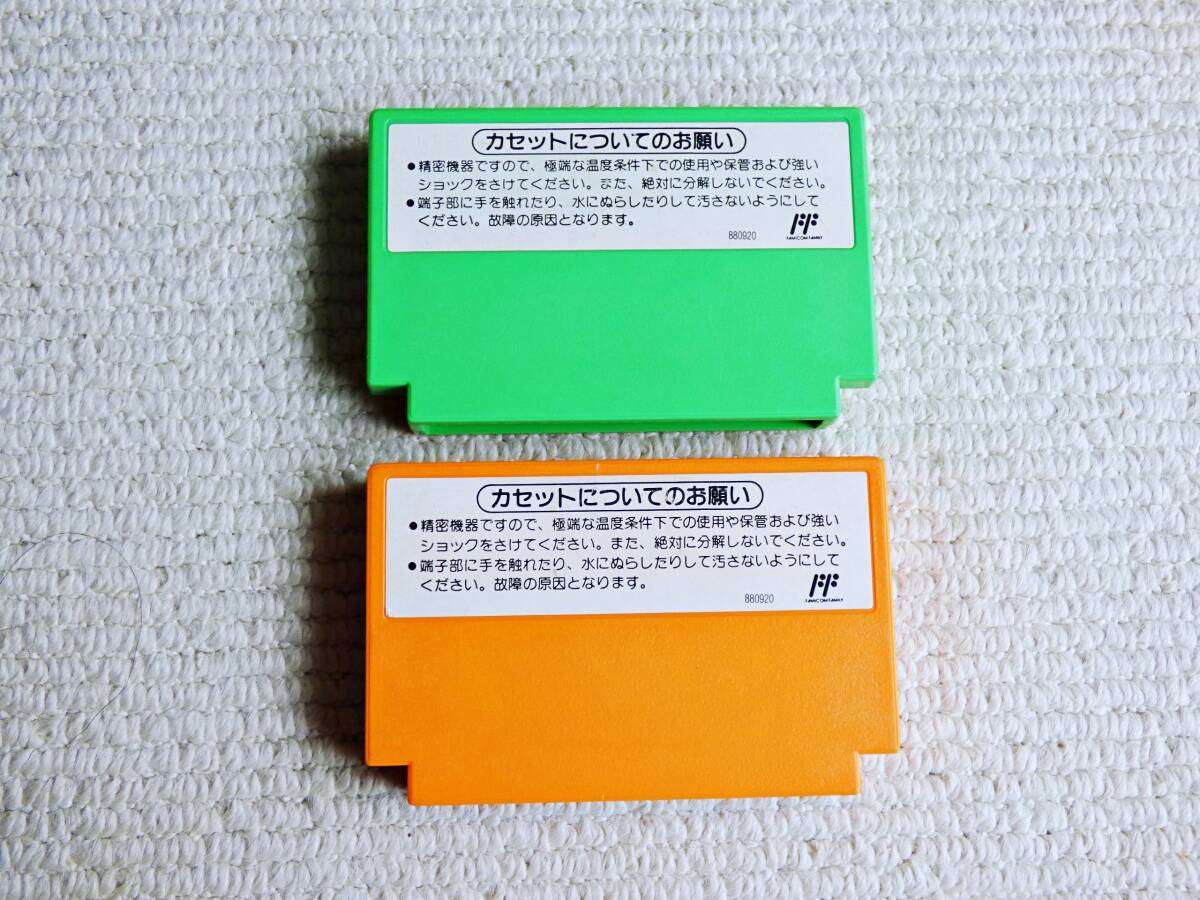 カセットについてのお願い
●精密機器ですので、極端な温度条件下での使用や保管および強い
ショックをさけてください。また、絶対に分解しないでください。
●端子部に手を触れたり、水にぬらしたりして汚さないようにして
ください。故障の原因となります。
880920
FAMICOM FAMILY
カセットについてのお願い
●精密機器ですので、極端な温度条件下での使用や保管および強い
ショックをさけてください。また、絶対に分解しないでください。
●端子部に手を触れたり、水にぬらしたりして汚さないようにして
ください。故障の原因となります。
880920
FAMICOM FAMILY